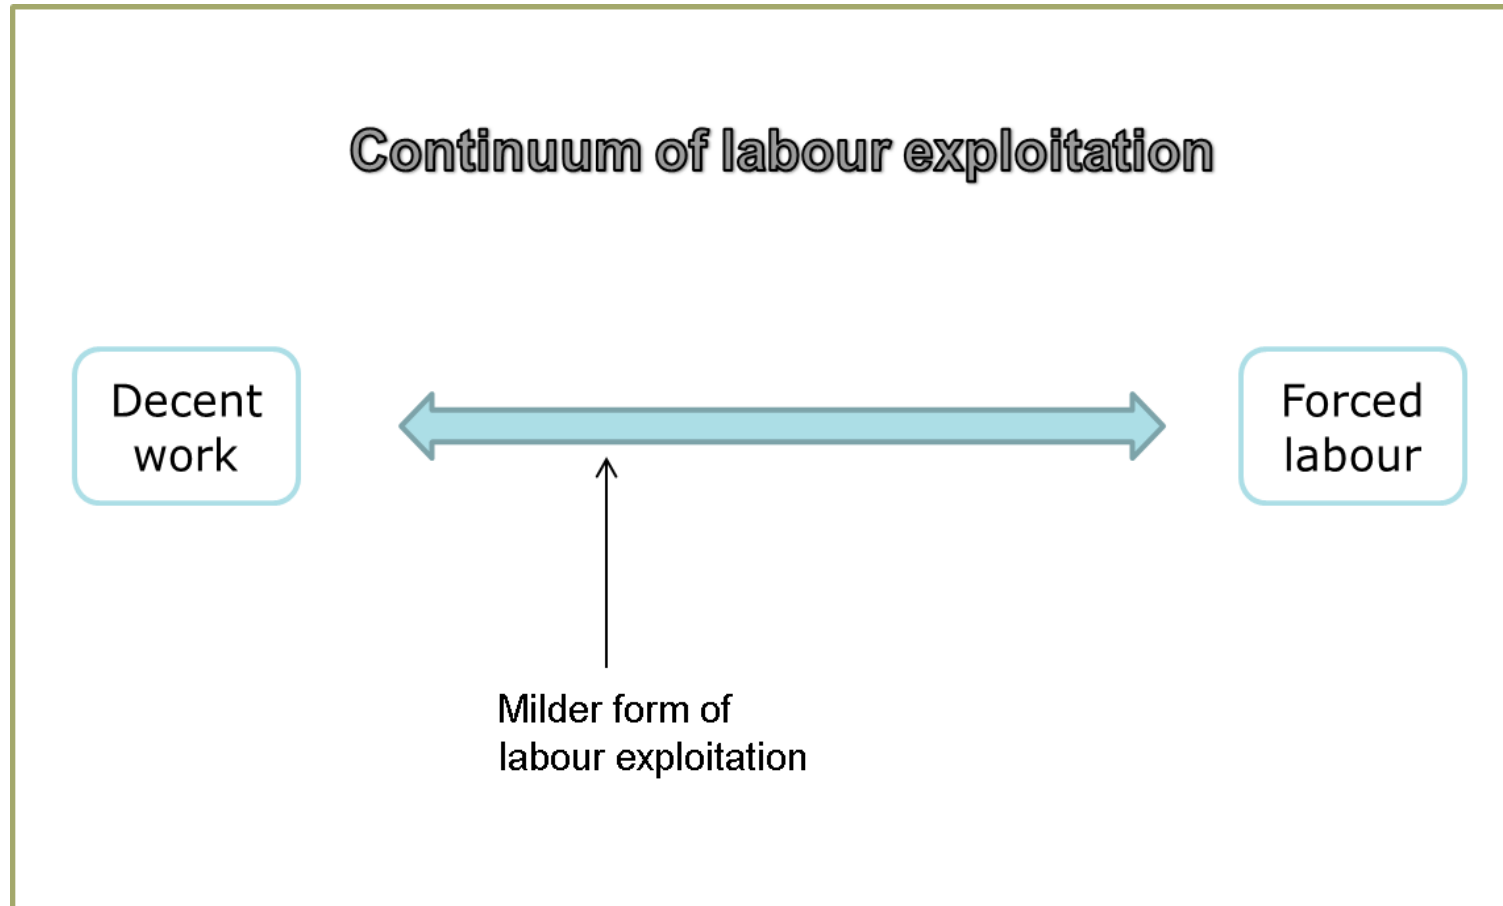 Continuum of labour exploitation
Decent
work
Forced
labour
Milder form of
labour exploitation